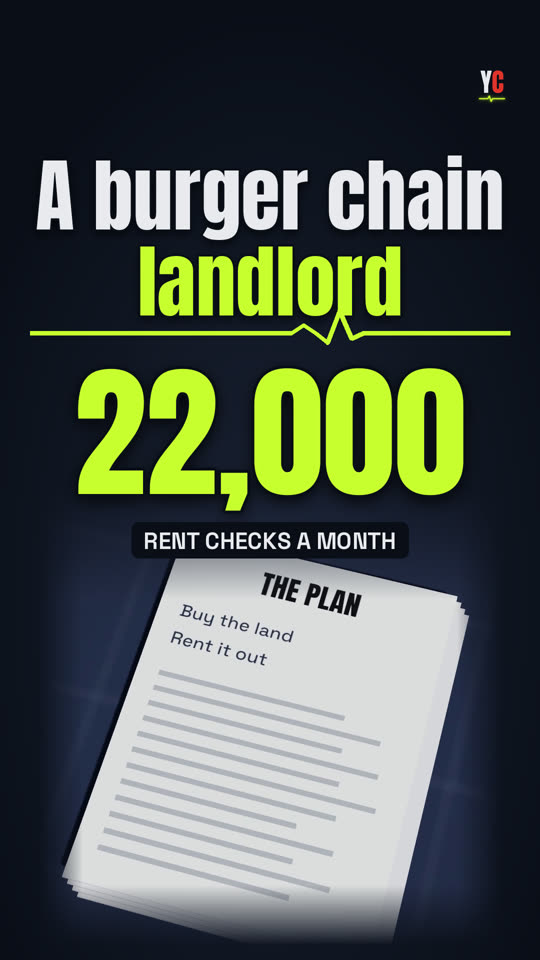 YC
A burger chain
landlord
22,000
RENT CHECKS A MONTH
THE PLAN
Buy the land
Rent it out